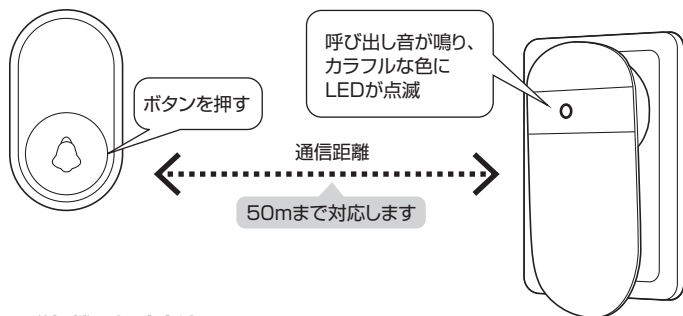 呼び出し音が鳴り、
カラフルな色に
LEDが点滅
ボタンを押す
通信距離
50mまで対応します